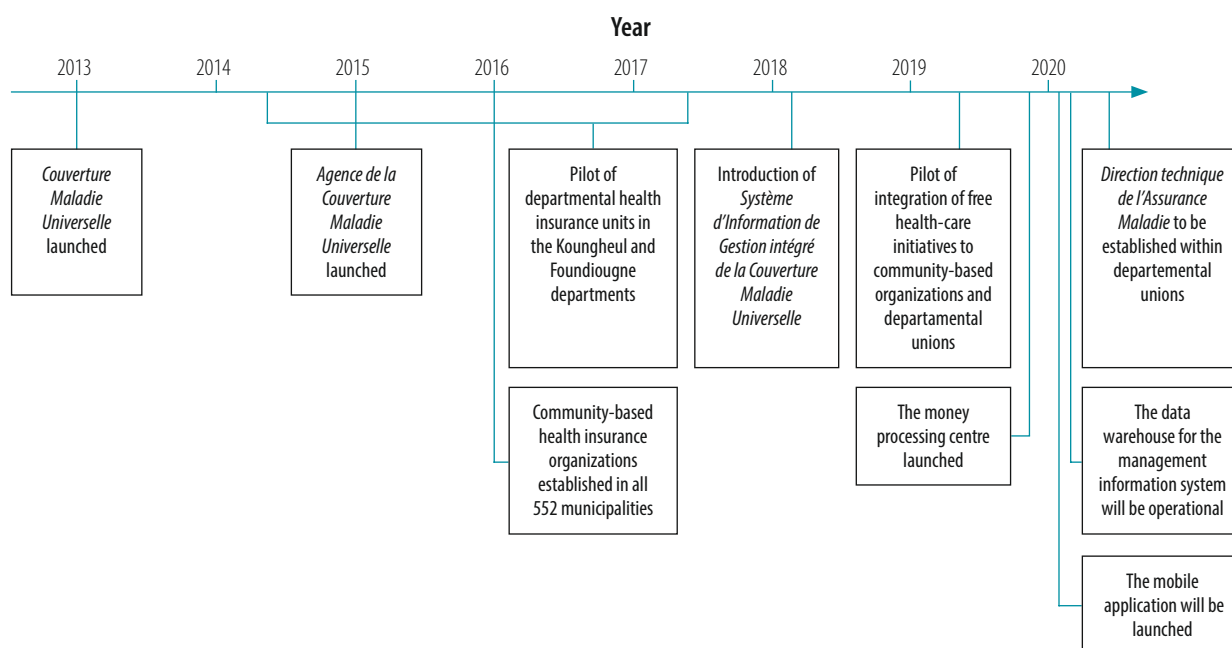 Year
2013 2014 2015 2016 2017 2018 2019 2020
Couverture
Maladie
Universelle
launched
Agence de la
Couverture
Maladie
Universelle
launched
Pilot of
departmental health
insurance units in
the Koungheul and
Foundiougne
departments
Introduction of
Système
d'Information de
Gestion intégré
de la Couverture
Maladie
Universelle
Pilot of
integration of free
health-care
initiatives to
community-based
organizations and
departamental
unions
Direction technique
de l'Assurance
Maladie to be
established within
departemental
unions
Community-based
health insurance
organizations
established in all
552 municipalities
The money
processing centre
launched
The data
warehouse for the
management
information system
will be operational
The mobile
application will be
launched